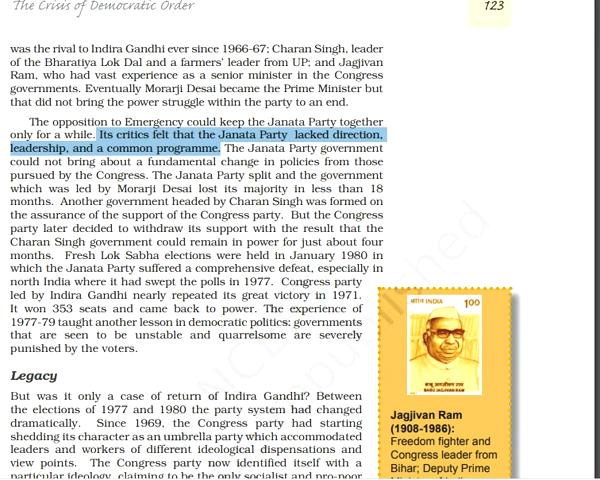 The Crisis of Democratic Order
123
was the rival to Indira Gandhi ever since 1966-67; Charan Singh, leader
of the Bharatiya Lok Dal and a farmers' leader from UP; and Jagjivan
Ram, who had vast experience as a senior minister in the Congress
governments. Eventually Morarji Desai became the Prime Minister but
that did not bring the power struggle within the party to an end.
The opposition to Emergency could keep the Janata Party together
only for a while. Its critics felt that the Janata Party lacked direction,
leadership, and a common programme. The Janata Party government
could not bring about a fundamental change in policies from those
pursued by the Congress. The Janata Party split and the government
which was led by Morarji Desai lost its majority in less than 18
months. Another government headed by Charan Singh was formed on
the assurance of the support of the Congress party. But the Congress
party later decided to withdraw its support with the result that the
Charan Singh government could remain in power for just about four
months. Fresh Lok Sabha elections were held in January 1980 in
which the Janata Party suffered a comprehensive defeat, especially in
north India where it had swept the polls in 1977. Congress party
led by Indira Gandhi nearly repeated its great victory in 1971.
It won 353 seats and came back to power. The experience of
1977-79 taught another lesson in democratic politics: governments
that are seen to be unstable and quarrelsome are severely
punished by the voters.
Legacy
But was it only a case of return of Indira Gandhi? Between
the elections of 1977 and 1980 the party system had changed
dramatically. Since 1969, the Congress party had starting
shedding its character as an umbrella party which accommodated
leaders and workers of different ideological dispensations and
view points. The Congress party now identified itself with a
particular ideology, claiming to be the only socialist and pro-poor
भारत INDIA 100
बाबू जगजीवन राम
BABU JAGJIVAN RAM
Jagjivan Ram
(1908-1986):
Freedom fighter and
Congress leader from
Bihar; Deputy Prime